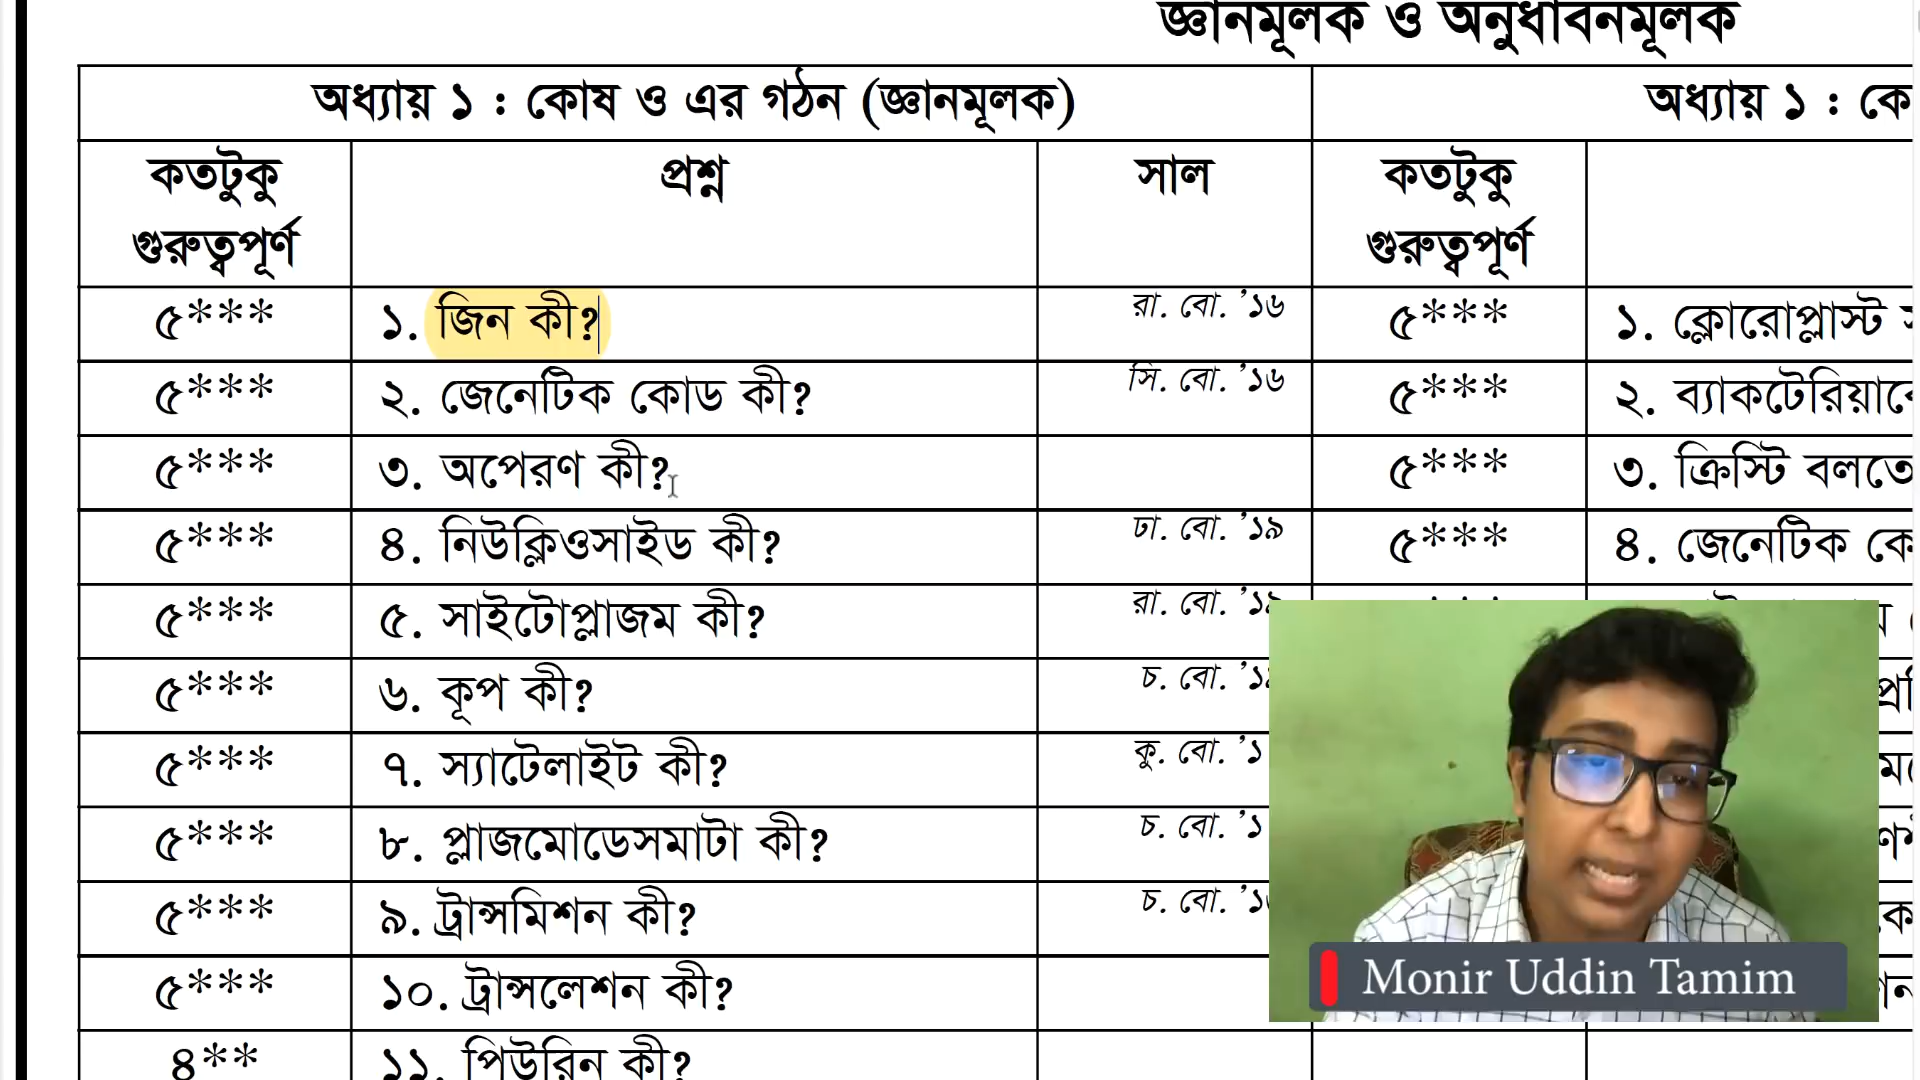 জ্ঞানমূলক ও অনুধাবনমূলক
অধ্যায় ১ : কোষ ও এর গঠন (জ্ঞানমূলক)
অধ্যায় ১ :
কতটুকু গুরুত্বপূর্ণ
প্রশ্ন
সাল
কতটুকু গুরুত্বপূর্ণ
৫*** ১. জিন কী? রা. বো. ’১৬ ৫*** ১. ক্লোরোপ্লাস্ট
৫*** ২. জেনেটিক কোড কী? সি. বো. ’১৬ ৫*** ২.
৫*** ৩. অপেরণ কী? ৫*** ৩. ক্রিস্টি বলতে
৫*** ৪. নিউক্লিওসাইড কী? ঢা. বো. ’১৯ ৫*** ৪. জেনেটিক
৫*** ৫. সাইটোপ্লাজম কী? রা. বো.
৫*** ৬. কূপ কী? চ. বো.
৫*** ৭. স্যাটেলাইট কী? কু. বো.
৫*** ৮. প্লাজমোডেসমাটা কী? চ. বো.
৫*** ৯. ট্রান্সমিশন কী? চ. বো.
৫*** ১০. ট্রান্সলেশন কী?
৪** ১১. পিউরিন কী?
Monir Uddin Tamim